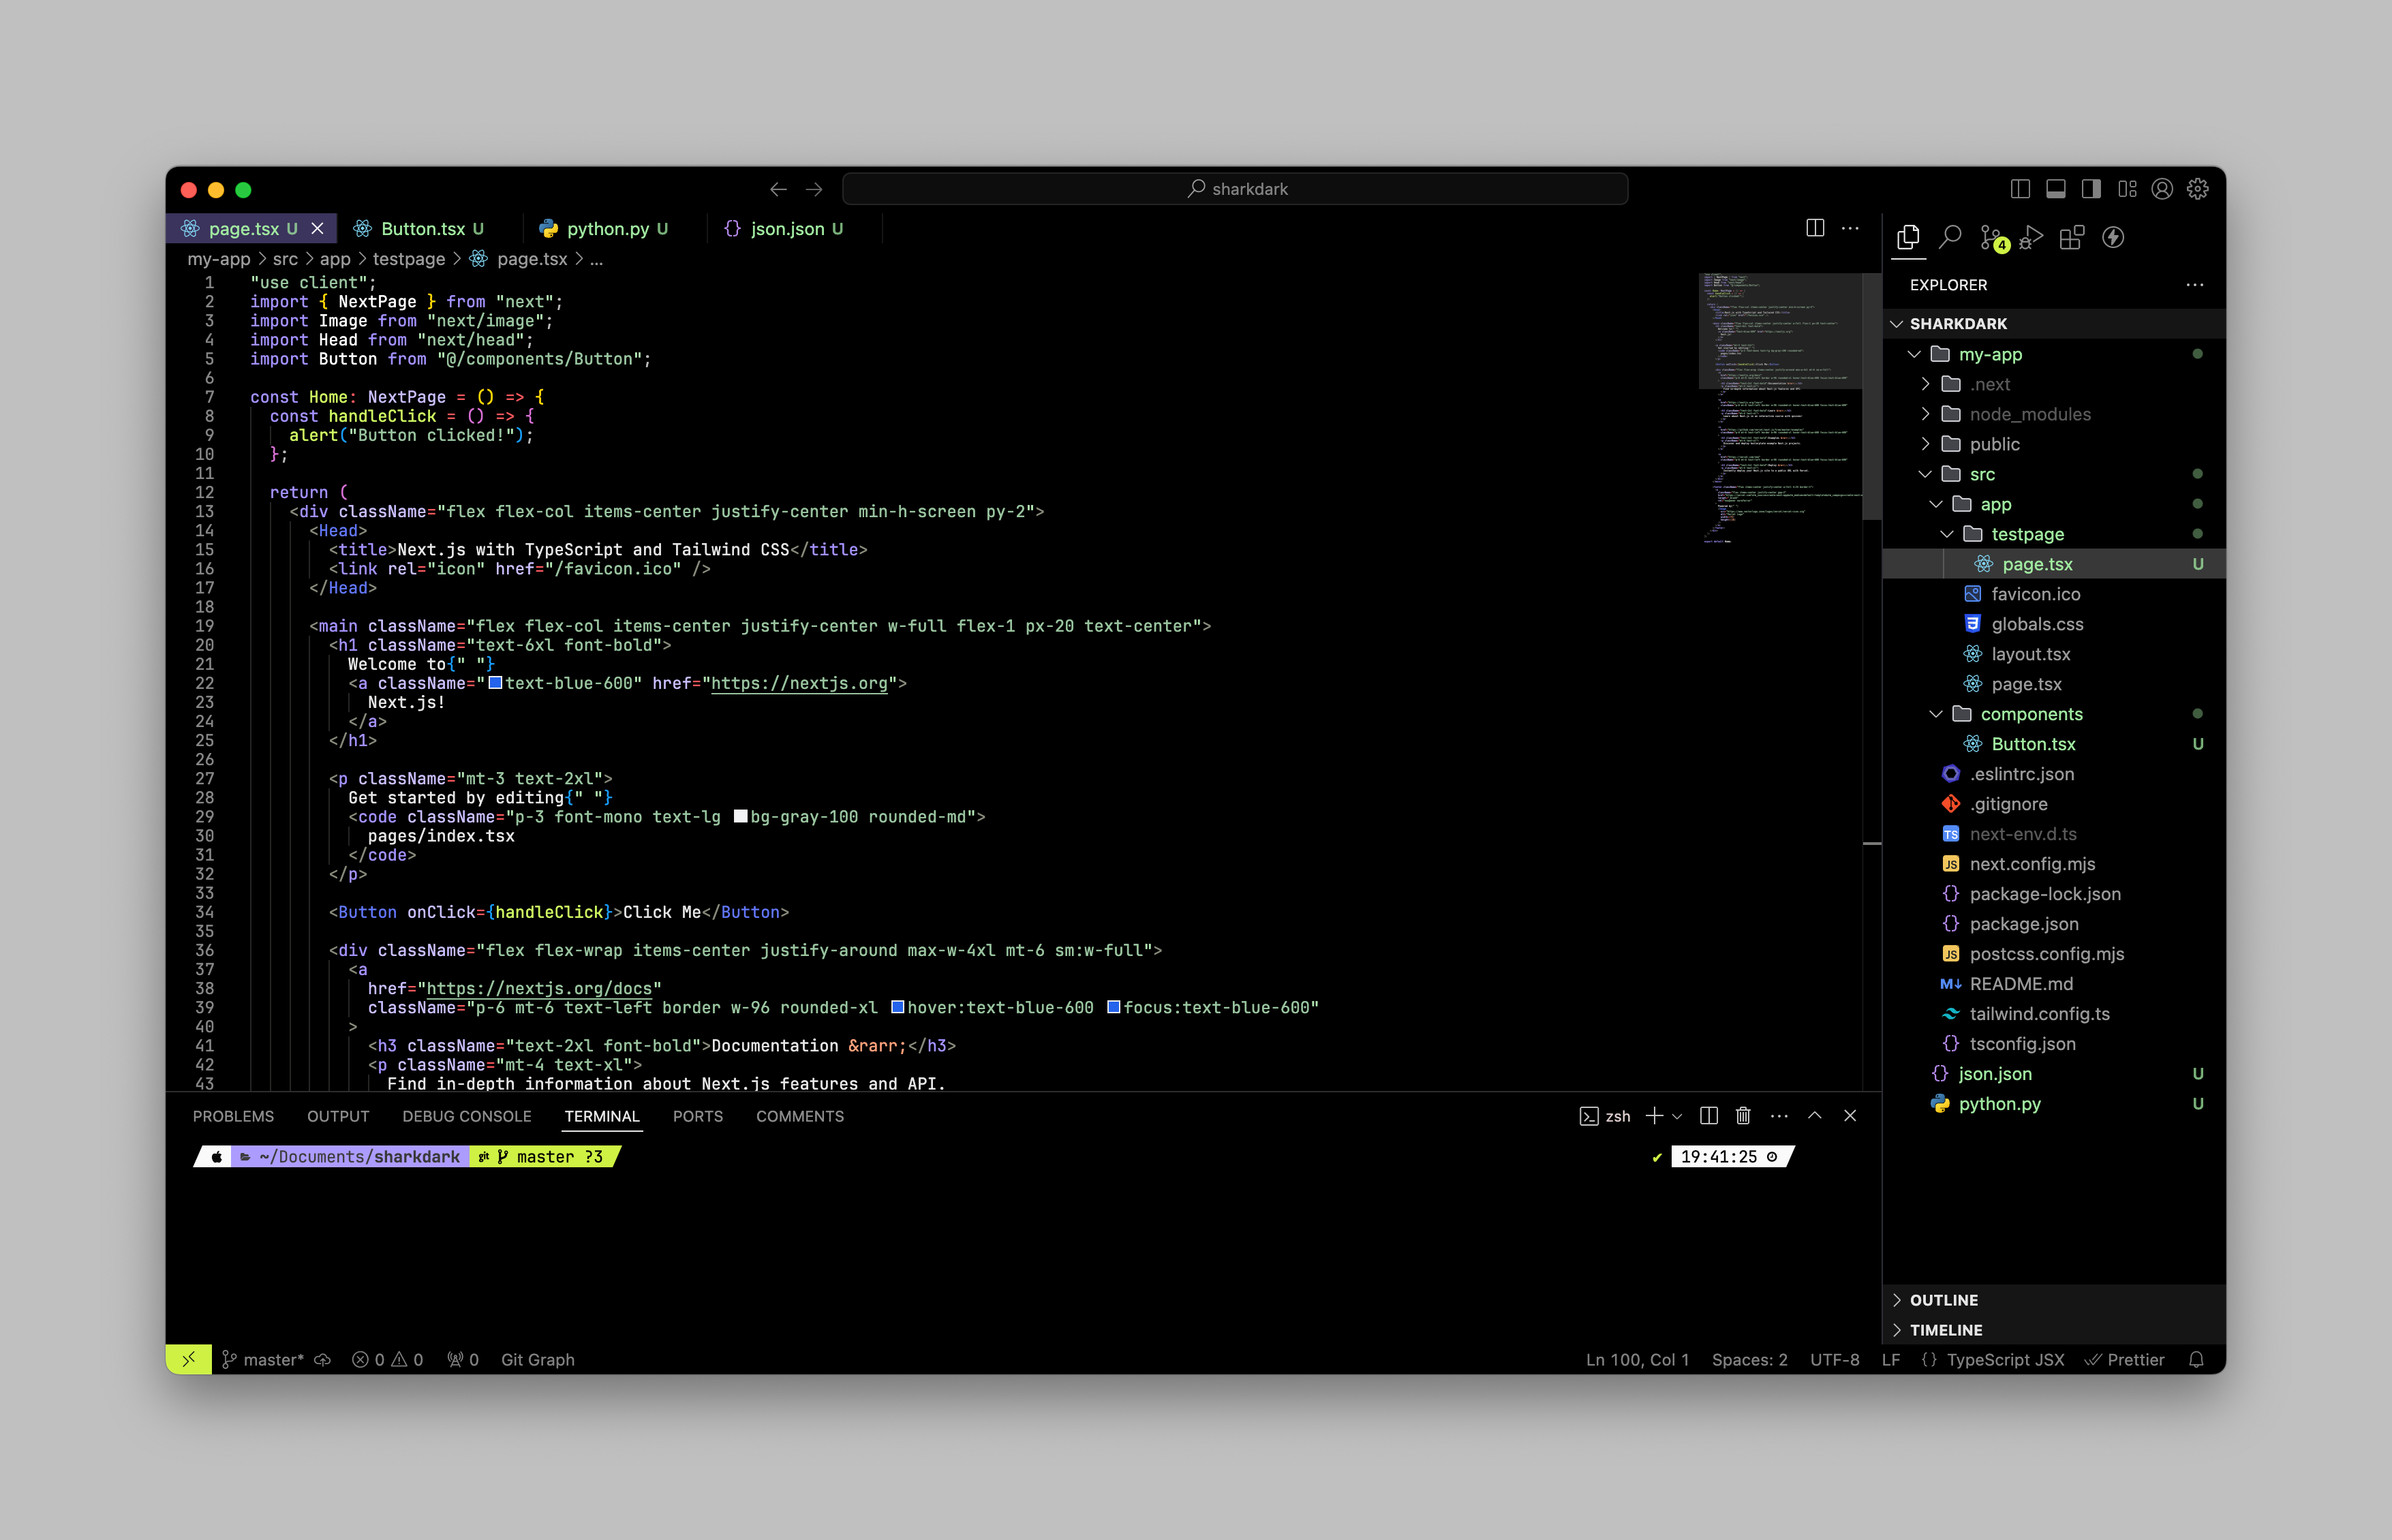 sharkdark
page.tsx U
Button.tsx U
python.py U
{} json.json U
my-app > src > app > testpage > page.tsx > ...
1 "use client";
2 import { NextPage } from "next";
3 import Image from "next/image";
4 import Head from "next/head";
5 import Button from "@/components/Button";
6
7 const Home: NextPage = () => {
8 const handleClick = () => {
9 alert("Button clicked!");
10 };
11
12 return (
13 <div className="flex flex-col items-center justify-center min-h-screen py-2">
14 <Head>
15 <title>Next.js with TypeScript and Tailwind CSS</title>
16 <link rel="icon" href="/favicon.ico" />
17 </Head>
18
19 <main className="flex flex-col items-center justify-center w-full flex-1 px-20 text-center">
20 <h1 className="text-6xl font-bold">
21 Welcome to{" "}
22 <a className="text-blue-600" href="https://nextjs.org">
23 Next.js!
24 </a>
25 </h1>
26
27 <p className="mt-3 text-2xl">
28 Get started by editing{" "}
29 <code className="p-3 font-mono text-lg bg-gray-100 rounded-md">
30 pages/index.tsx
31 </code>
32 </p>
33
34 <Button onClick={handleClick}>Click Me</Button>
35
36 <div className="flex flex-wrap items-center justify-around max-w-4xl mt-6 sm:w-full">
37 <a
38 href="https://nextjs.org/docs"
39 className="p-6 mt-6 text-left border w-96 rounded-xl hover:text-blue-600 focus:text-blue-600"
40 >
41 <h3 className="text-2xl font-bold">Documentation &rarr;</h3>
42 <p className="mt-4 text-xl">
43 Find in-depth information about Next.js features and API.
PROBLEMS OUTPUT DEBUG CONSOLE TERMINAL PORTS COMMENTS
zsh
~/Documents/sharkdark git master ?3
✔ 19:41:25
4
EXPLORER
SHARKDARK
my-app
.next
node_modules
public
src
app
testpage
page.tsx U
favicon.ico
globals.css
layout.tsx
page.tsx
components
Button.tsx U
.eslintrc.json
.gitignore
TS next-env.d.ts
JS next.config.mjs
{} package-lock.json
{} package.json
JS postcss.config.mjs
M↓ README.md
tailwind.config.ts
{} tsconfig.json
{} json.json U
python.py U
OUTLINE
TIMELINE
master* 0 0 0 Git Graph
Ln 100, Col 1 Spaces: 2 UTF-8 LF {} TypeScript JSX Prettier